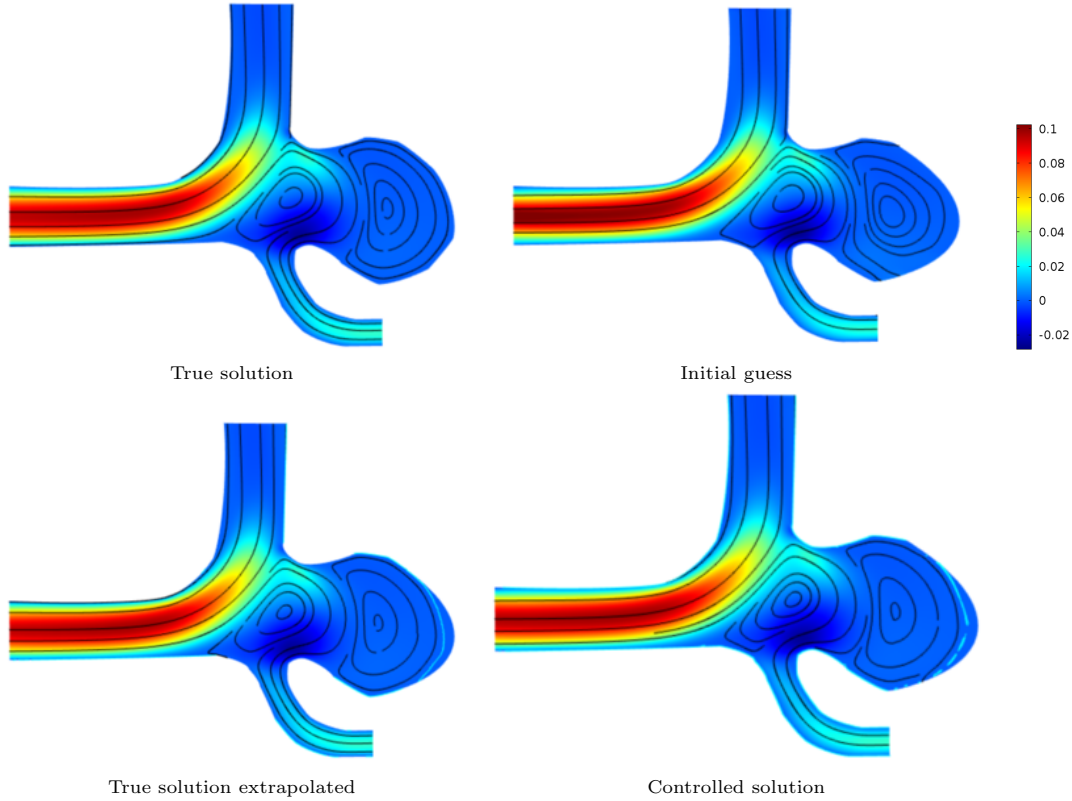 0.1
0.08
0.06
0.04
0.02
0
-0.02
True solution
Initial guess
True solution extrapolated
Controlled solution